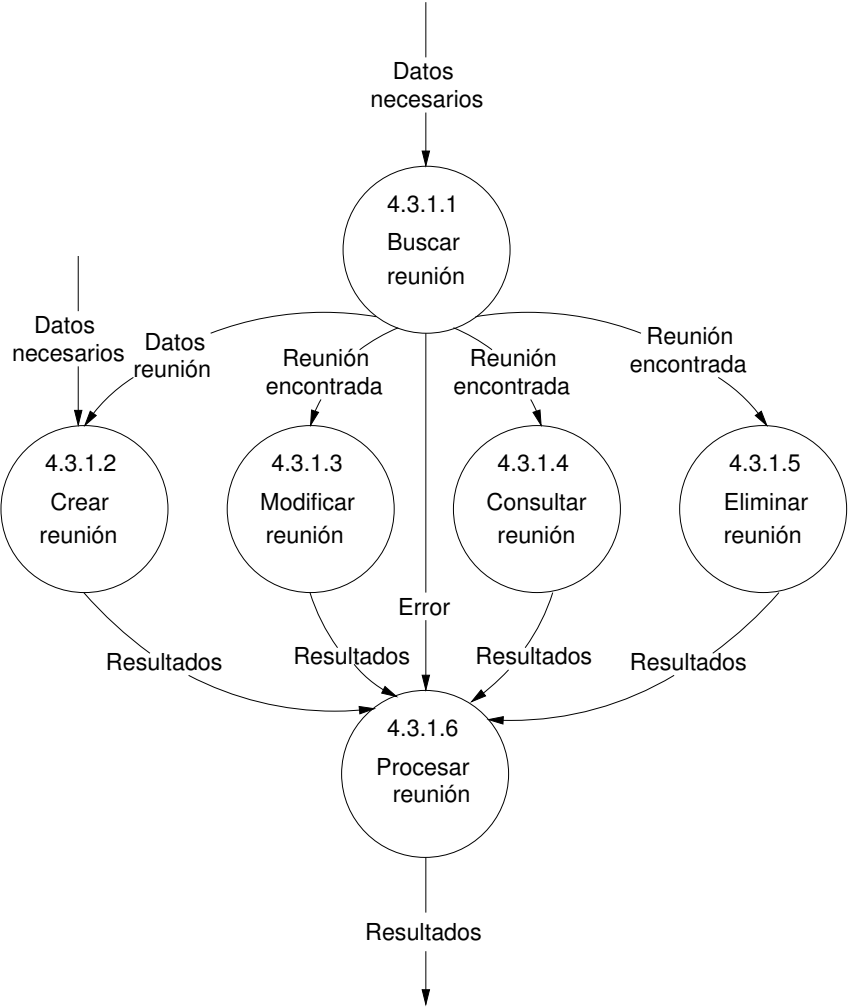 Datos
necesarios
4.3.1.1
Buscar
reunión
Datos
necesarios
Datos
reunión
Reunión
encontrada
Reunión
encontrada
Reunión
encontrada
4.3.1.2
Crear
reunión
4.3.1.3
Modificar
reunión
4.3.1.4
Consultar
reunión
4.3.1.5
Eliminar
reunión
Error
Resultados
Resultados
Resultados
Resultados
4.3.1.6
Procesar
reunión
Resultados